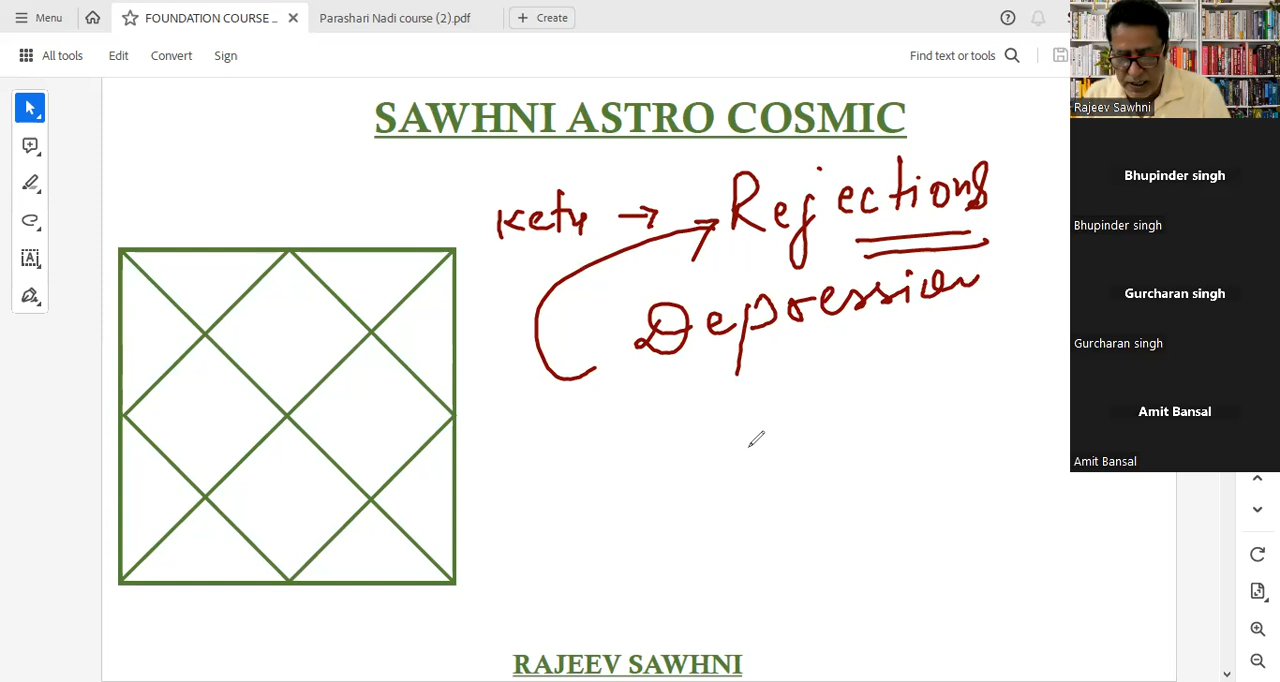 Menu
FOUNDATION COURSE ...
Parashari Nadi course (2).pdf
Create
All tools
Edit
Convert
Sign
Find text or tools
SAWHNI ASTRO COSMIC
Ketu → Rejections
Depression
RAJEEV SAWHNI
Rajeev Sawhni
Bhupinder singh
Bhupinder singh
Gurcharan singh
Gurcharan singh
Amit Bansal
Amit Bansal